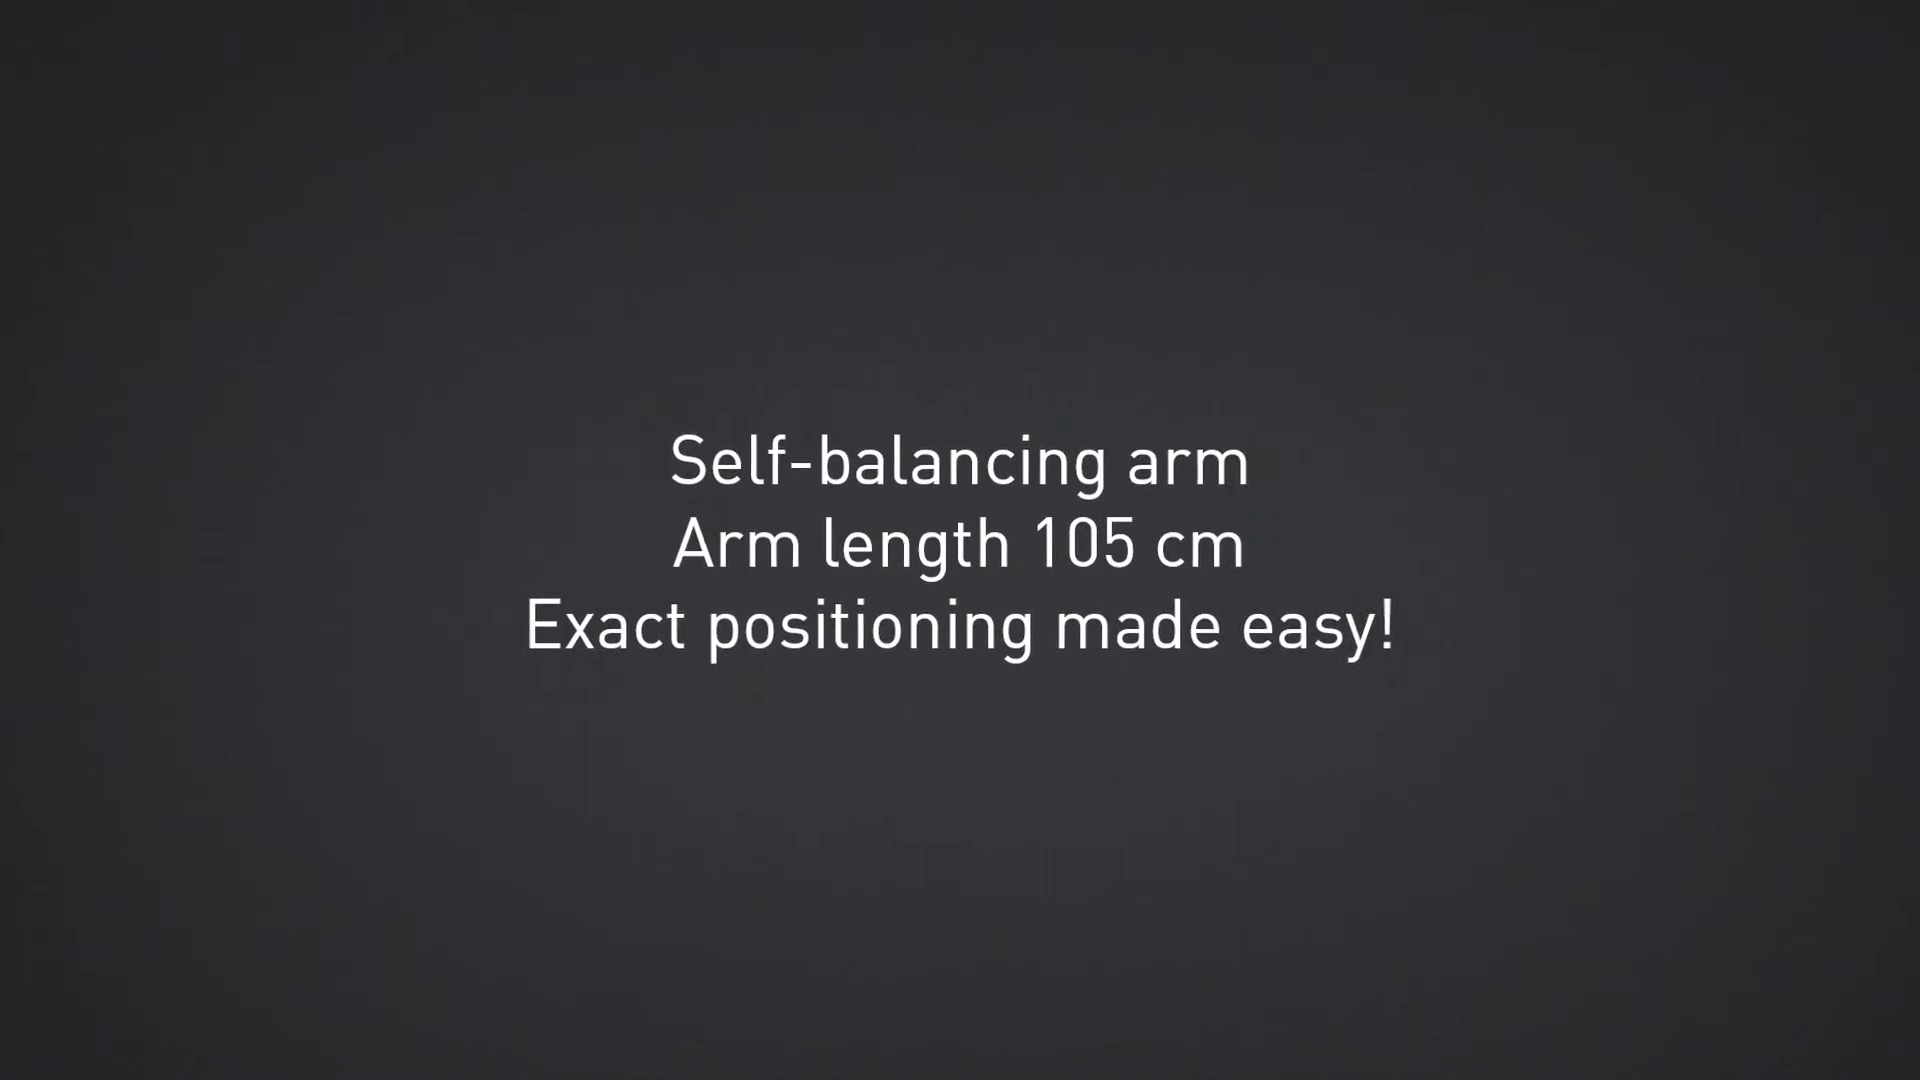 Self-balancing arm
Arm length 105 cm
Exact positioning made easy!